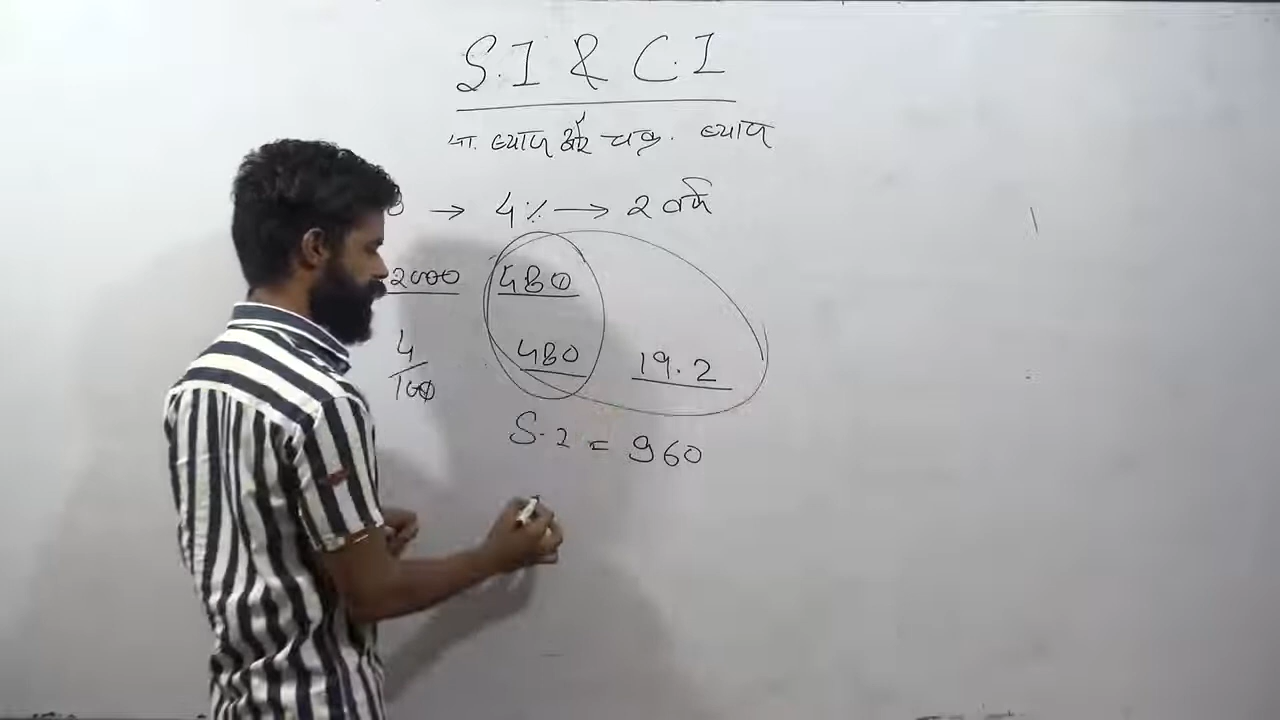 S.I & C.I
सा. ब्याज और चक्र. ब्याज
→ 4% → 2 वर्ष
2000 480
4/100 480 19.2
S.I = 960